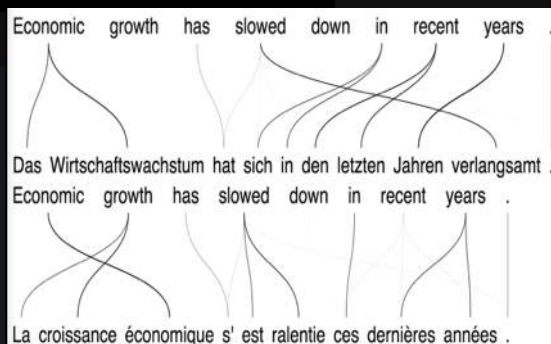 Economic growth has slowed down in recent years .
Das Wirtschaftswachstum hat sich in den letzten Jahren verlangsamt .
Economic growth has slowed down in recent years .
La croissance économique s' est ralentie ces dernières années .